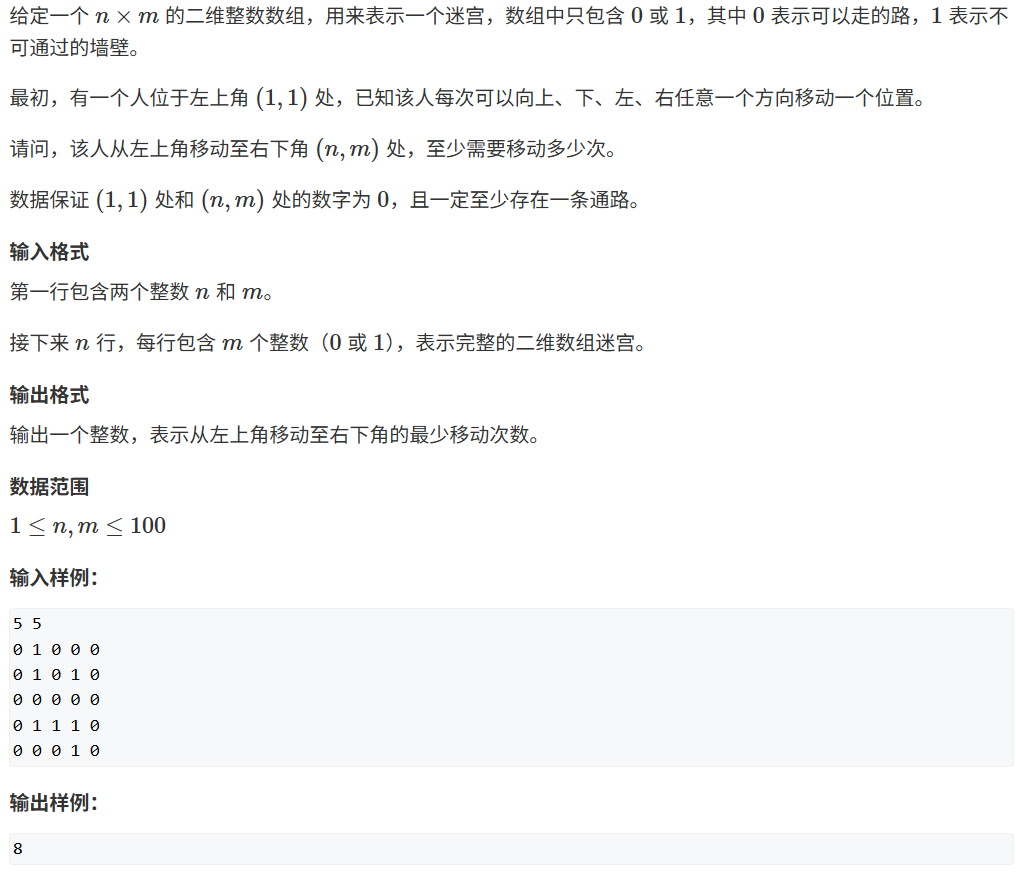 给定一个 n × m 的二维整数数组，用来表示一个迷宫，数组中只包含 0 或 1，其中 0 表示可以走的路，1 表示不
可通过的墙壁。
最初，有一个人位于左上角 (1, 1) 处，已知该人每次可以向上、下、左、右任意一个方向移动一个位置。
请问，该人从左上角移动至右下角 (n, m) 处，至少需要移动多少次。
数据保证 (1, 1) 处和 (n, m) 处的数字为 0，且一定至少存在一条通路。
输入格式
第一行包含两个整数 n 和 m。
接下来 n 行，每行包含 m 个整数（0 或 1），表示完整的二维数组迷宫。
输出格式
输出一个整数，表示从左上角移动至右下角的最少移动次数。
数据范围
1 ≤ n, m ≤ 100
输入样例：
5 5
0 1 0 0 0
0 1 0 1 0
0 0 0 0 0
0 1 1 1 0
0 0 0 1 0
输出样例：
8